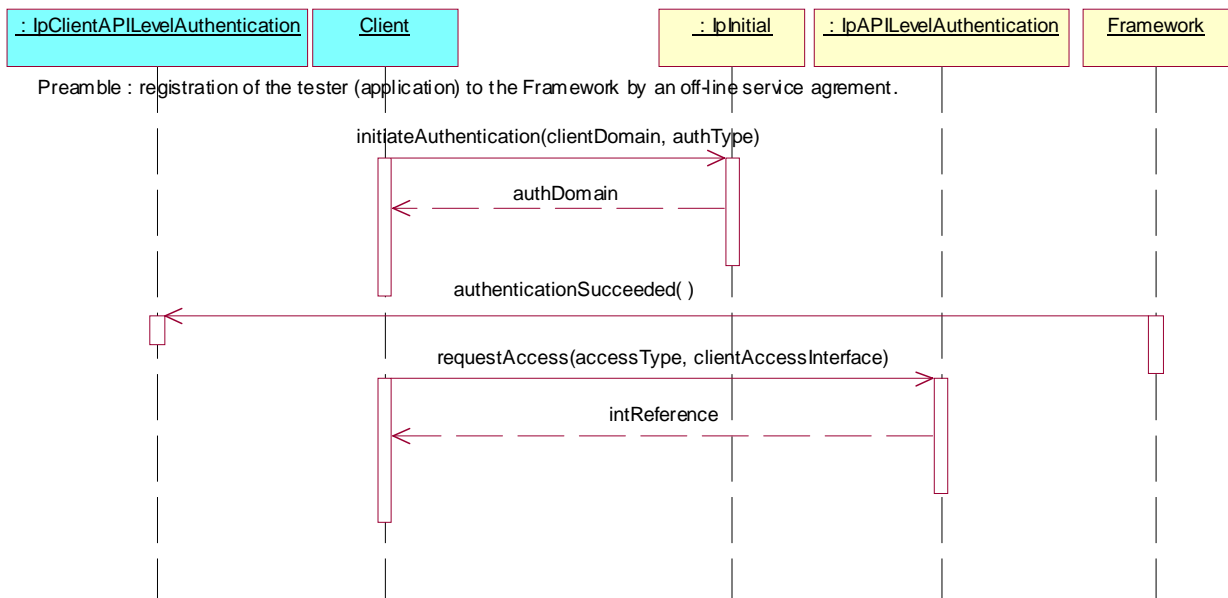 : IpClientAPILevelAuthentication
Client
: IpInitial
: IpAPILevelAuthentication
Framework
Preamble : registration of the tester (application) to the Framework by an off-line service agrement.
initiateAuthentication(clientDomain, authType)
authDomain
authenticationSucceeded( )
requestAccess(accessType, clientAccessInterface)
intReference